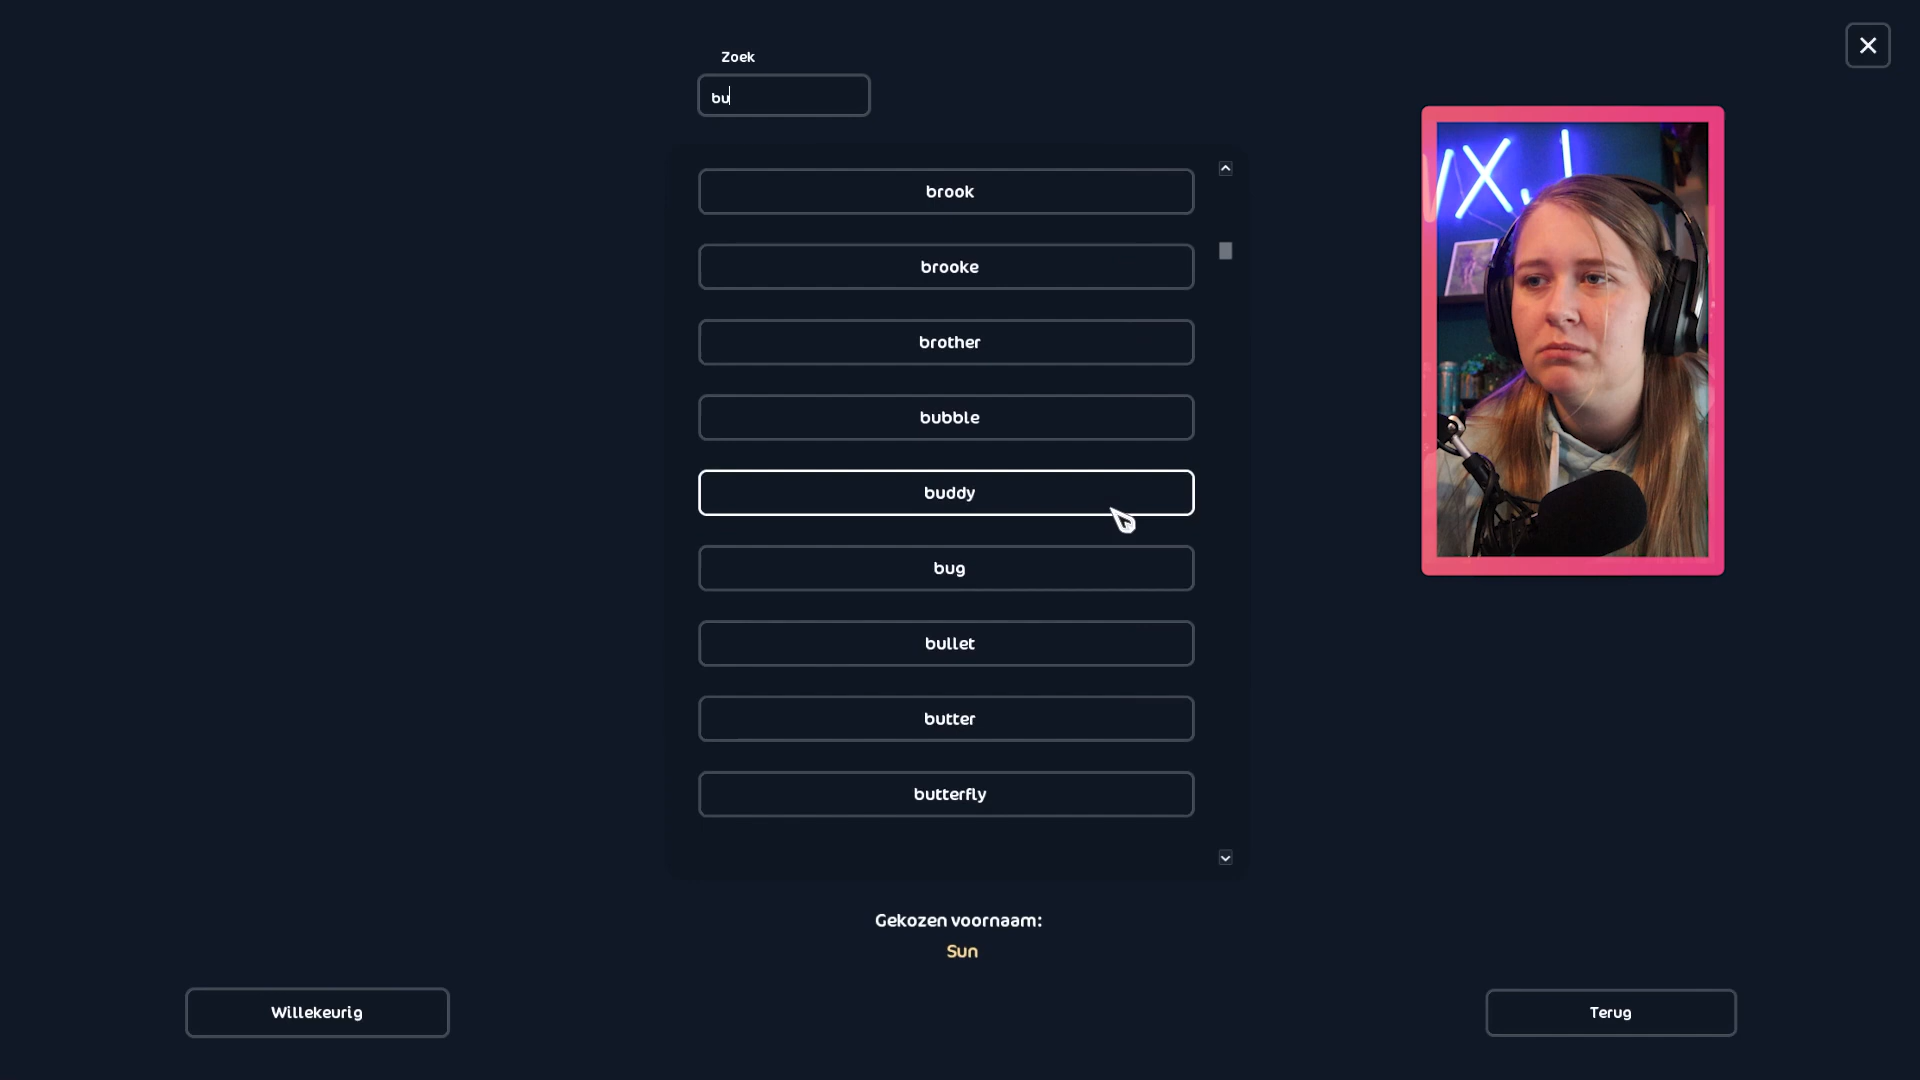 Zoek
bu
brook
brooke
brother
bubble
buddy
bug
bullet
butter
butterfly
Gekozen voornaam:
Sun
Willekeurig
Terug